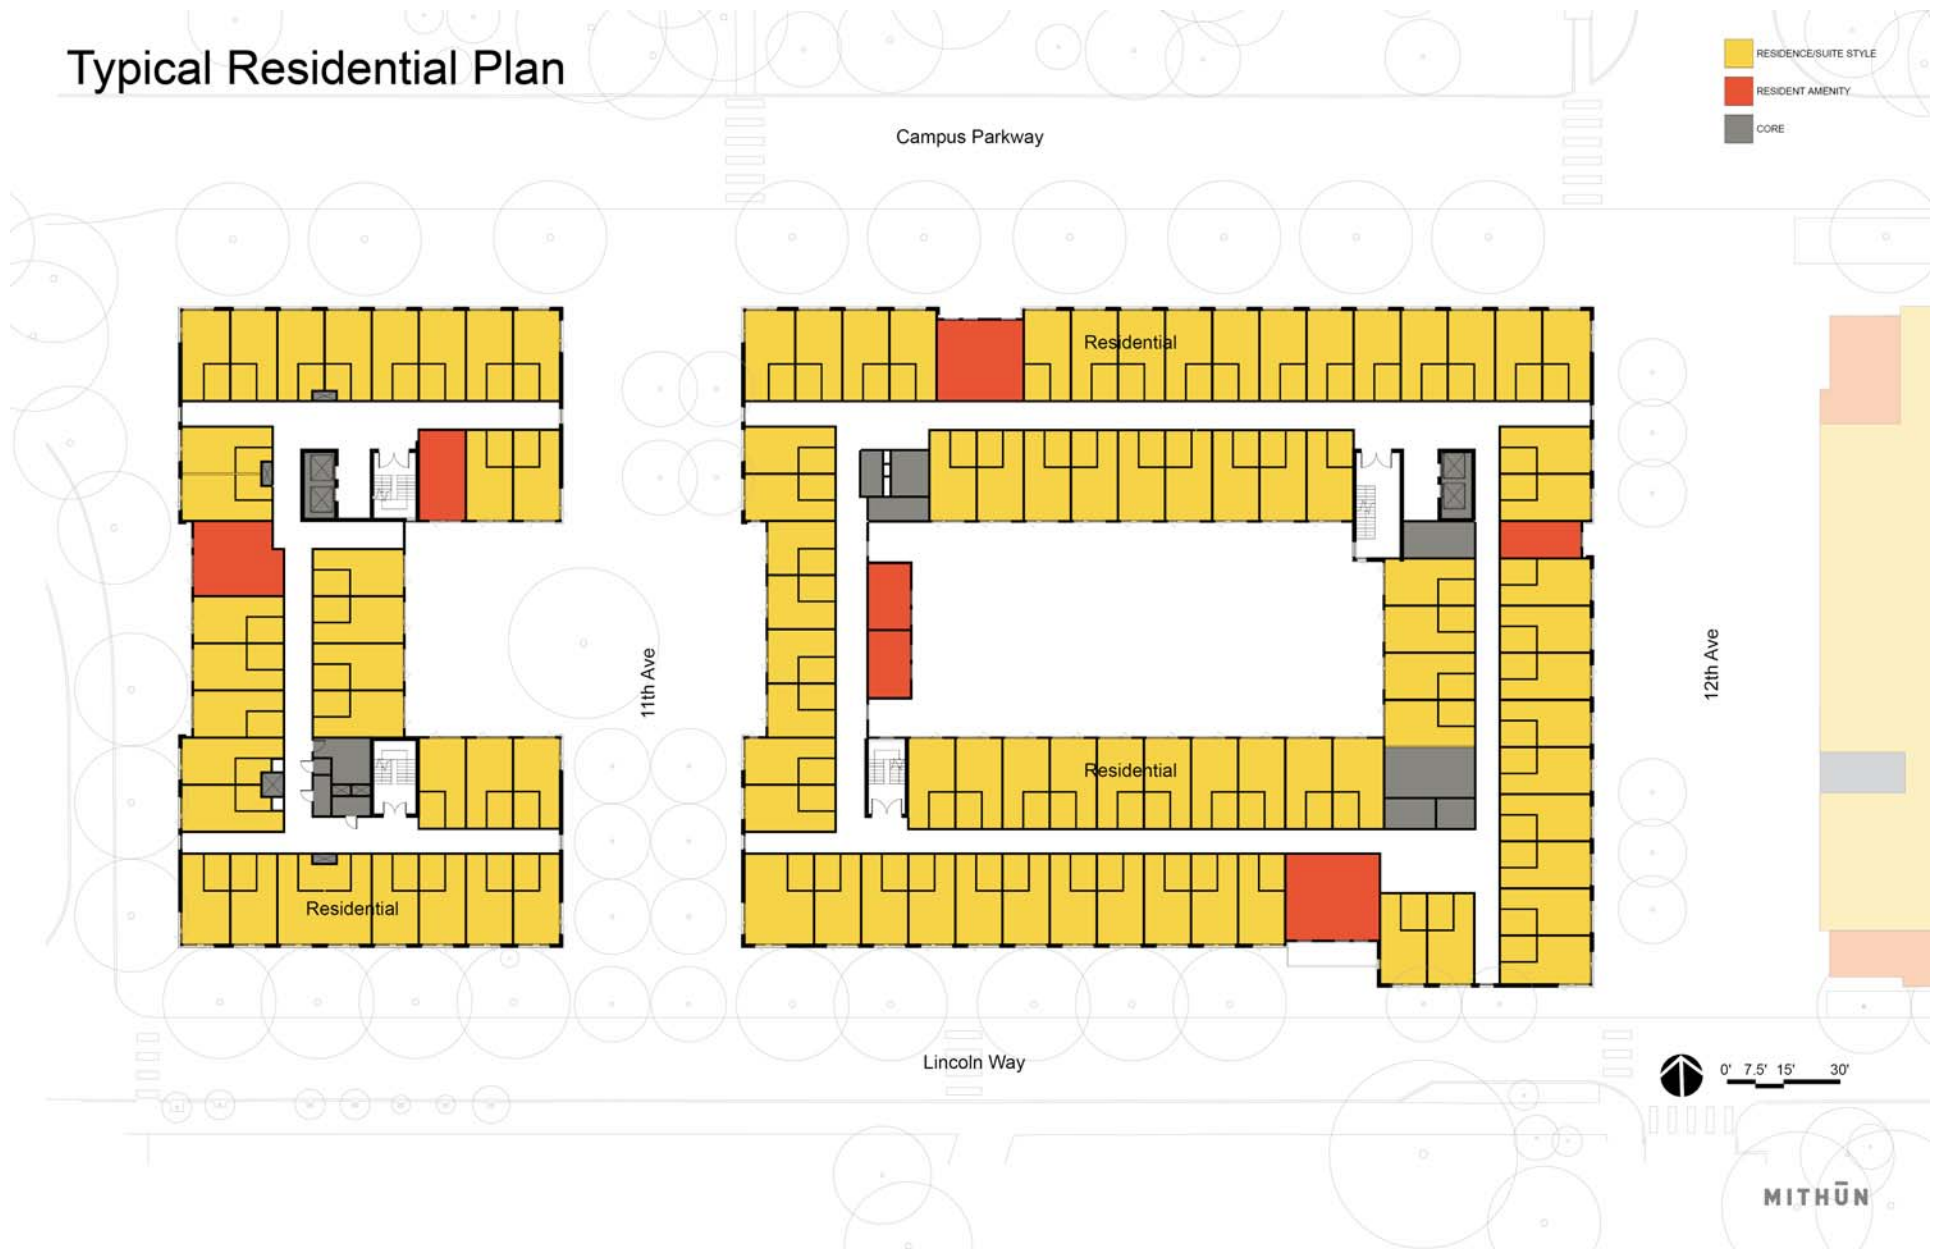 Typical Residential Plan
RESIDENCE/SUITE STYLE
RESIDENT AMENITY
CORE
Campus Parkway
Residential
11th Ave
12th Ave
Residential
Residential
Lincoln Way
0' 7.5' 15' 30'
MITHŪN